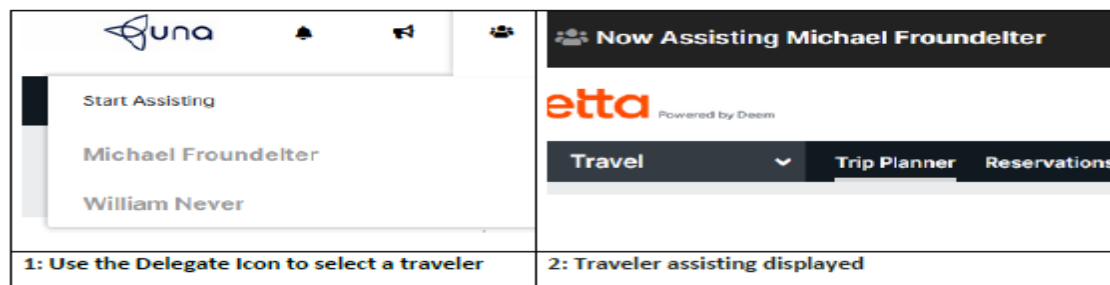 una
Start Assisting
Michael Froundelter
William Never
1: Use the Delegate Icon to select a traveler
Now Assisting Michael Froundelter
etta Powered by Deem
Travel Trip Planner Reservations
2: Traveler assisting displayed